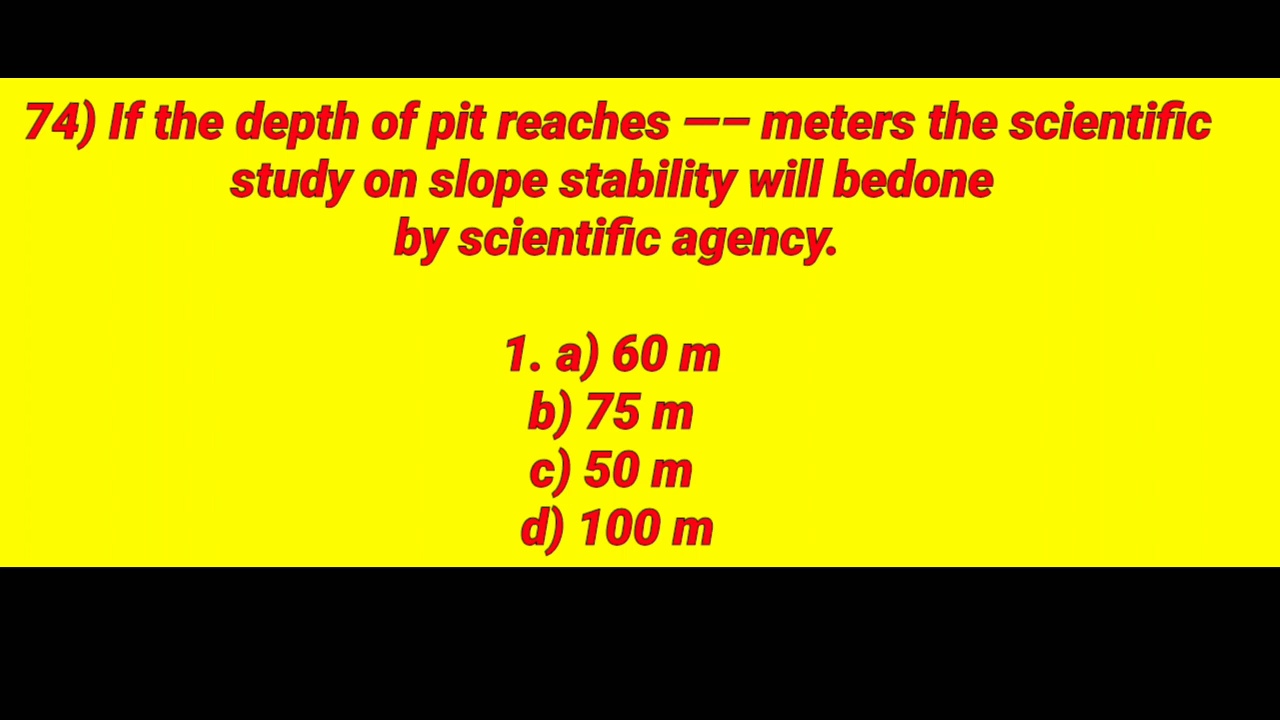 74) If the depth of pit reaches —– meters the scientific
study on slope stability will bedone
by scientific agency.
1. a) 60 m
b) 75 m
c) 50 m
d) 100 m